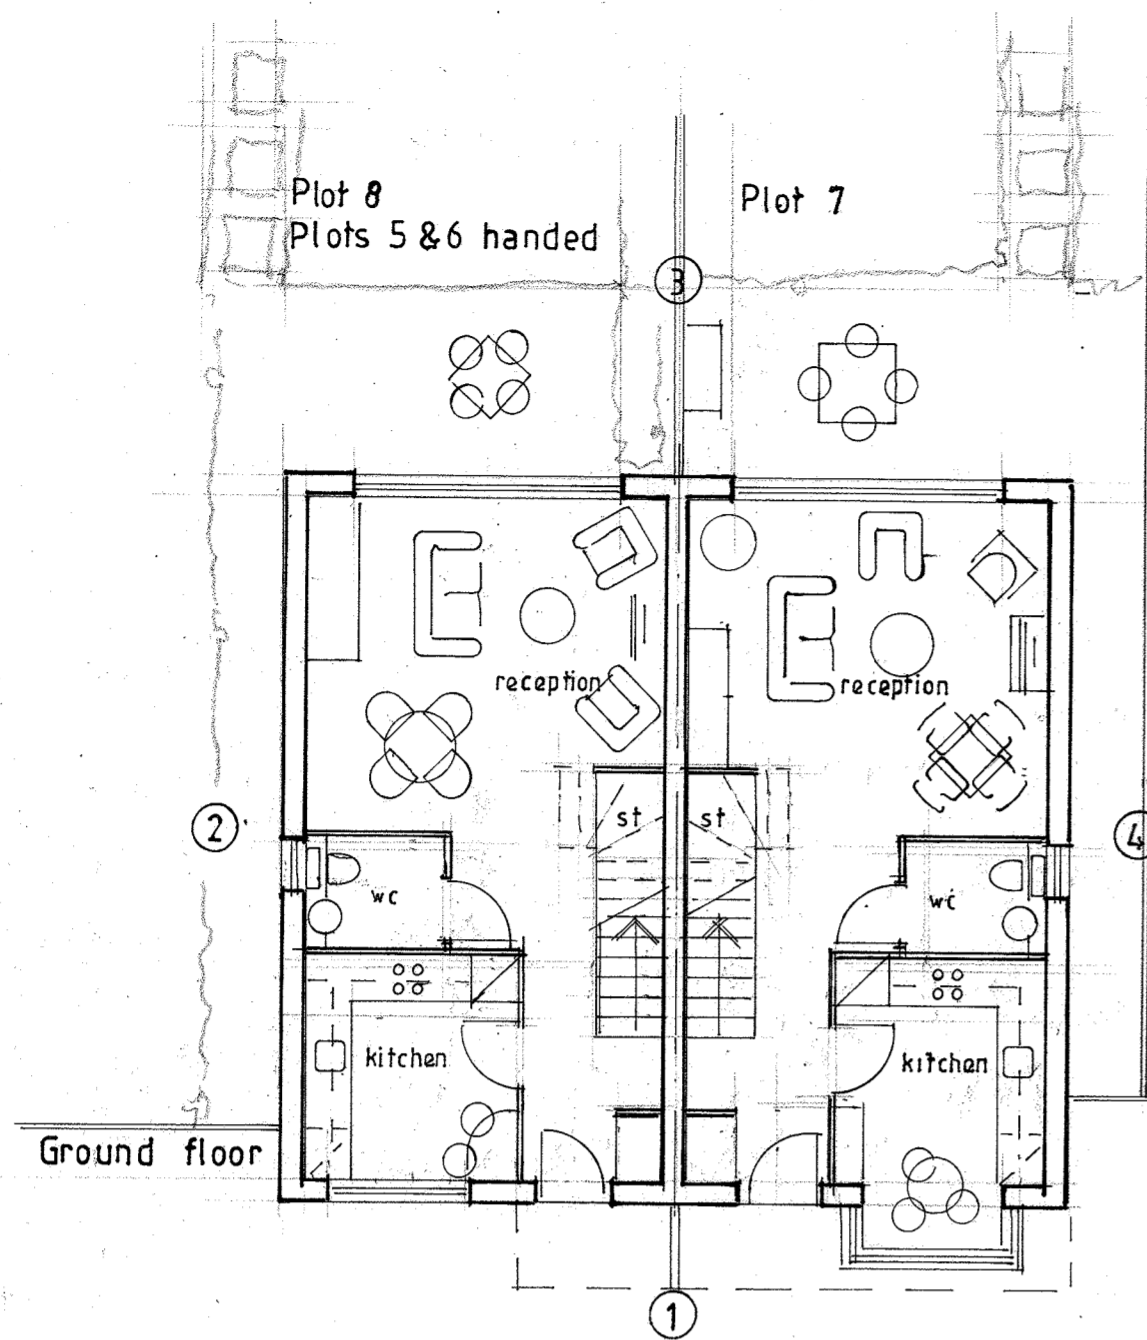 Plot 8
Plots 5 & 6 handed
Plot 7
3
reception
reception
st
st
2
4
wc
wc
kitchen
kitchen
Ground floor
1